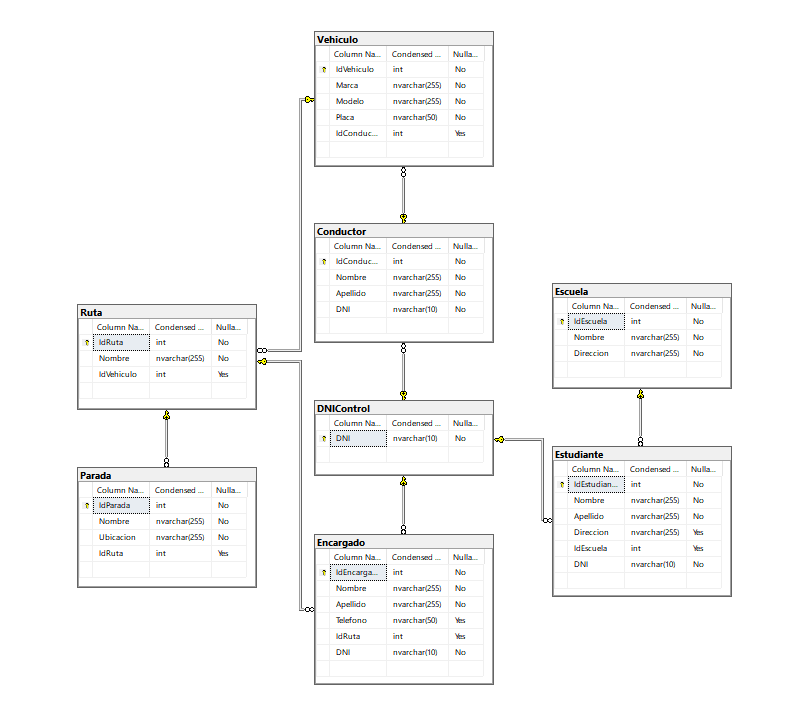 Vehiculo
Column Na... Condensed ... Nulla...
IdVehiculo int No
Marca nvarchar(255) No
Modelo nvarchar(255) No
Placa nvarchar(50) No
IdConduc... int Yes
Conductor
Column Na... Condensed ... Nulla...
IdConduc... int No
Nombre nvarchar(255) No
Apellido nvarchar(255) No
DNI nvarchar(10) No
Escuela
Column Na... Condensed ... Nulla...
IdEscuela int No
Nombre nvarchar(255) No
Direccion nvarchar(255) No
Ruta
Column Na... Condensed ... Nulla...
IdRuta int No
Nombre nvarchar(255) No
IdVehiculo int Yes
DNIControl
Column Na... Condensed ... Nulla...
DNI nvarchar(10) No
Estudiante
Column Na... Condensed ... Nulla...
IdEstudian... int No
Nombre nvarchar(255) No
Apellido nvarchar(255) No
Direccion nvarchar(255) Yes
IdEscuela int Yes
DNI nvarchar(10) No
Parada
Column Na... Condensed ... Nulla...
IdParada int No
Nombre nvarchar(255) No
Ubicacion nvarchar(255) No
IdRuta int Yes
Encargado
Column Na... Condensed ... Nulla...
IdEncarga... int No
Nombre nvarchar(255) No
Apellido nvarchar(255) No
Telefono nvarchar(50) Yes
IdRuta int Yes
DNI nvarchar(10) No